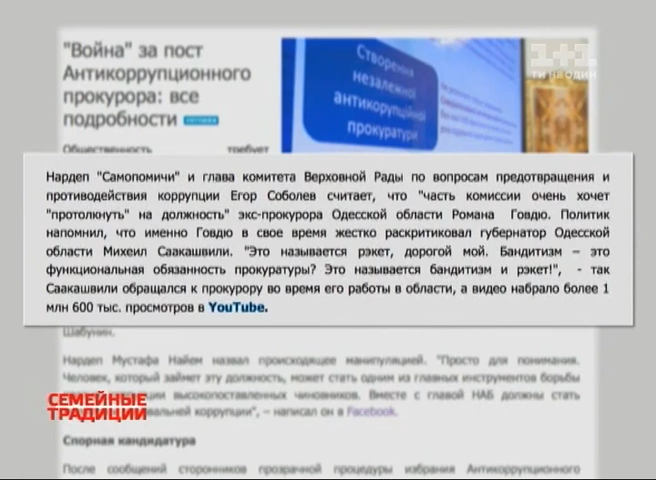 "Война" за пост
Антикоррупционного
прокурора: все
подробности
Створення
незалежної
антикорупційної
прокуратури
1+1
ТИ НЕ ОДИН
Общественность требует
Нардеп "Самопомичи" и глава комитета Верховной Рады по вопросам предотвращения и
противодействия коррупции Егор Соболев считает, что "часть комиссии очень хочет
"протолкнуть" на должность" экс-прокурора Одесской области Романа Говдю. Политик
напомнил, что именно Говдю в свое время жестко раскритиковал губернатор Одесской
области Михеил Саакашвили. "Это называется рэкет, дорогой мой. Бандитизм – это
функциональная обязанность прокуратуры? Это называется бандитизм и рэкет!", - так
Саакашвили обращался к прокурору во время его работы в области, а видео набрало более 1
млн 600 тыс. просмотров в YouTube.
Шабунин.
Нардеп Мустафа Найем назвал происходящее манипуляцией. "Просто для понимания.
Человек, который займет эту должность, может стать одним из главных инструментов борьбы
высокопоставленных чиновников. Вместе с главой НАБ должны стать
коррупции", – написал он в Facebook.
СЕМЕЙНЫЕ
ТРАДИЦИИ
Спорная кандидатура
После сообщений сторонников прозрачной процедуры избрания Антикоррупционного